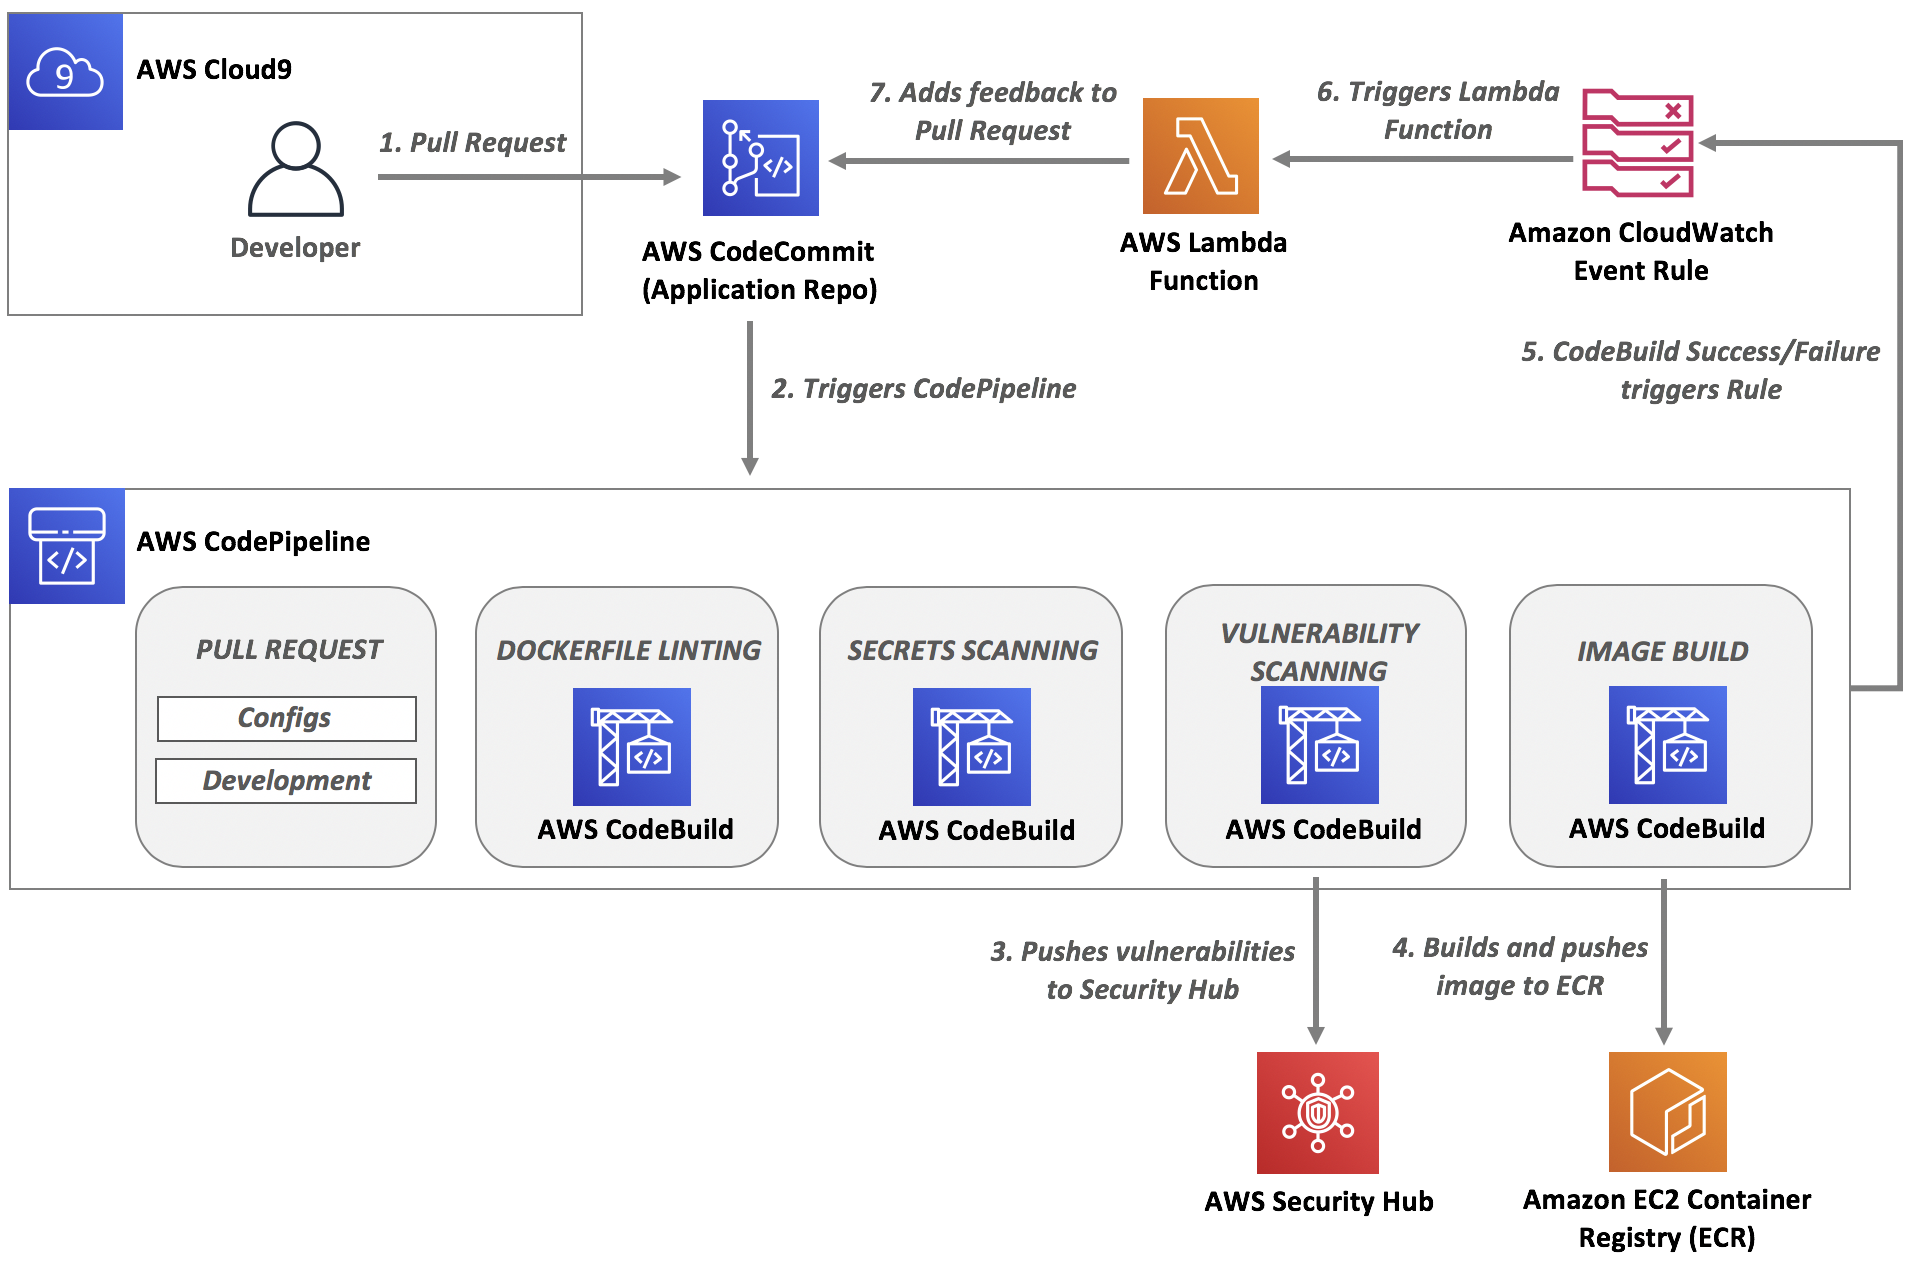 9
AWS Cloud9
1. Pull Request
Developer
AWS CodeCommit
(Application Repo)
7. Adds feedback to
Pull Request
AWS Lambda
Function
6. Triggers Lambda
Function
Amazon CloudWatch
Event Rule
5. CodeBuild Success/Failure
triggers Rule
2. Triggers CodePipeline
AWS CodePipeline
PULL REQUEST
Configs
Development
DOCKERFILE LINTING
AWS CodeBuild
SECRETS SCANNING
AWS CodeBuild
VULNERABILITY
SCANNING
AWS CodeBuild
IMAGE BUILD
AWS CodeBuild
3. Pushes vulnerabilities
to Security Hub
4. Builds and pushes
image to ECR
AWS Security Hub
Amazon EC2 Container
Registry (ECR)